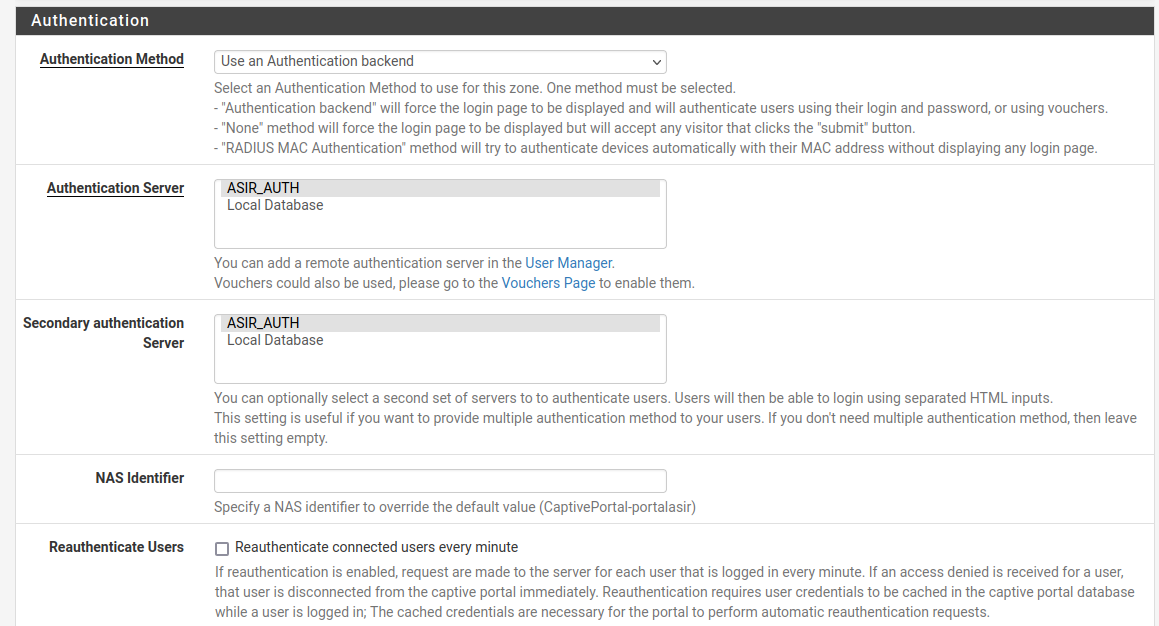 Authentication
Authentication Method
Use an Authentication backend
Select an Authentication Method to use for this zone. One method must be selected.
- "Authentication backend" will force the login page to be displayed and will authenticate users using their login and password, or using vouchers.
- "None" method will force the login page to be displayed but will accept any visitor that clicks the "submit" button.
- "RADIUS MAC Authentication" method will try to authenticate devices automatically with their MAC address without displaying any login page.
Authentication Server
ASIR_AUTH
Local Database
You can add a remote authentication server in the User Manager.
Vouchers could also be used, please go to the Vouchers Page to enable them.
Secondary authentication
Server
ASIR_AUTH
Local Database
You can optionally select a second set of servers to to authenticate users. Users will then be able to login using separated HTML inputs.
This setting is useful if you want to provide multiple authentication method to your users. If you don't need multiple authentication method, then leave
this setting empty.
NAS Identifier
Specify a NAS identifier to override the default value (CaptivePortal-portalasir)
Reauthenticate Users
Reauthenticate connected users every minute
If reauthentication is enabled, request are made to the server for each user that is logged in every minute. If an access denied is received for a user,
that user is disconnected from the captive portal immediately. Reauthentication requires user credentials to be cached in the captive portal database
while a user is logged in; The cached credentials are necessary for the portal to perform automatic reauthentication requests.